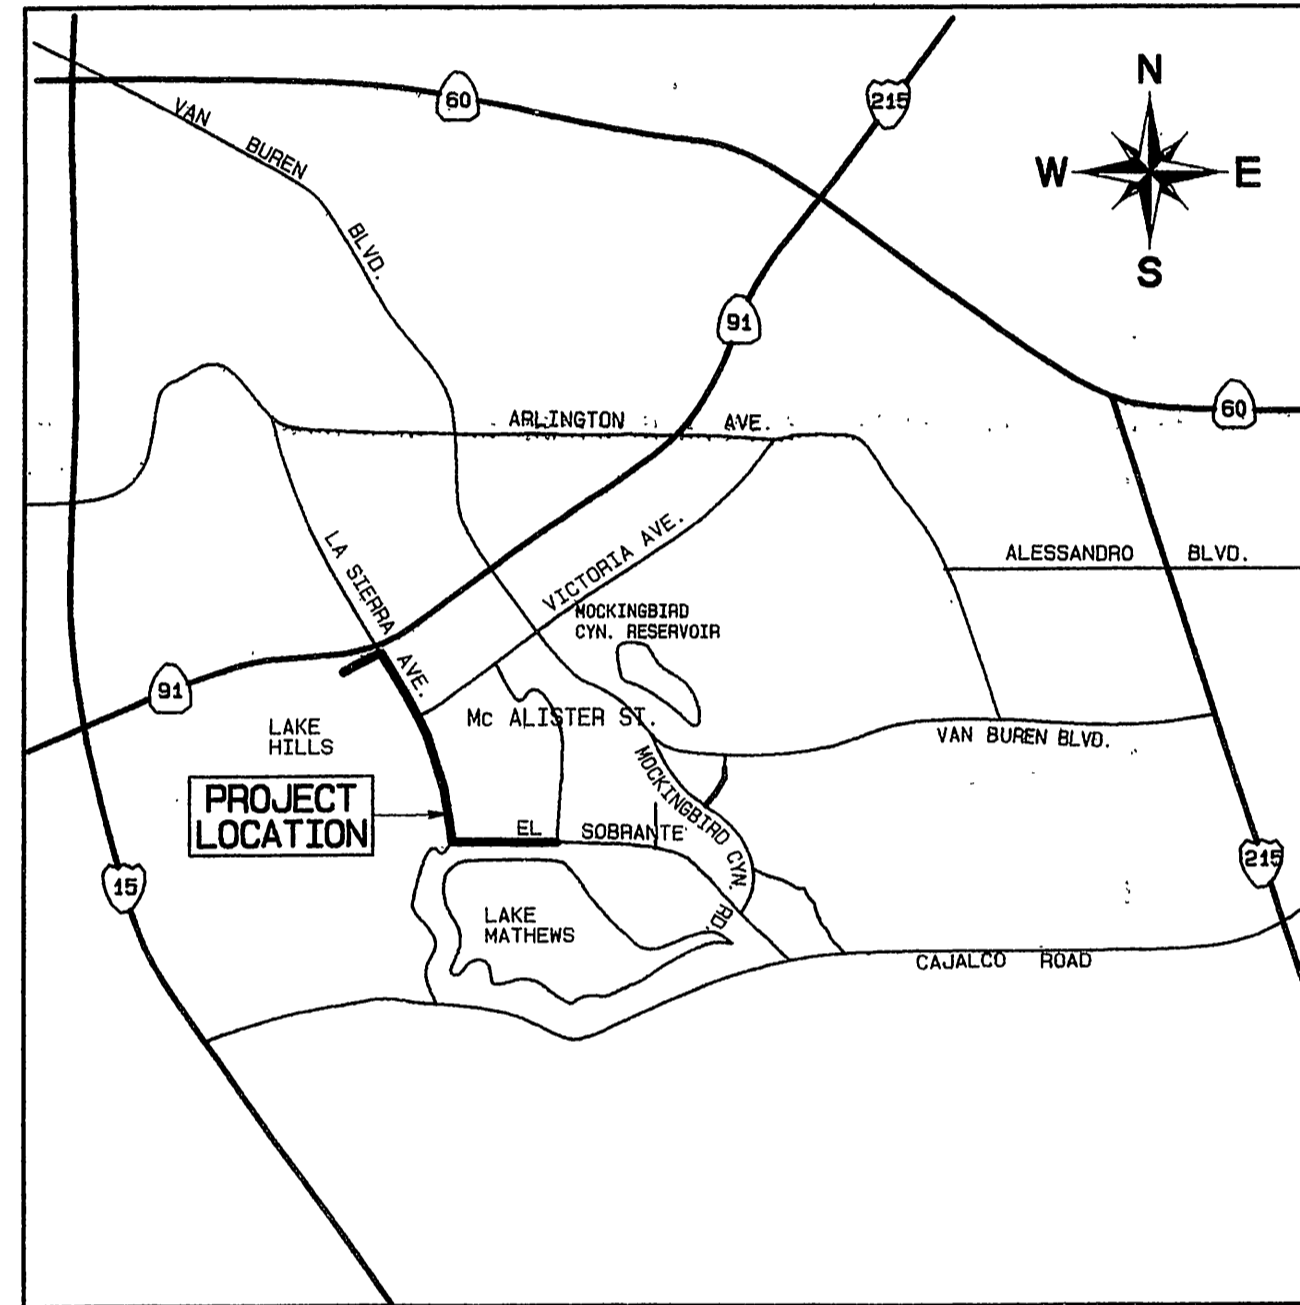 N
W E
S
60
215
VAN BUREN BLVD.
91
60
ARLINGTON AVE.
LA SIERRA AVE.
VICTORIA AVE.
ALESSANDRO BLVD.
MOCKINGBIRD
CYN. RESERVOIR
91
LAKE
HILLS
Mc ALISTER ST.
VAN BUREN BLVD.
PROJECT
LOCATION
MOCKINGBIRD CYN. RD.
EL SOBRANTE
15
215
LAKE
MATHEWS
CAJALCO ROAD